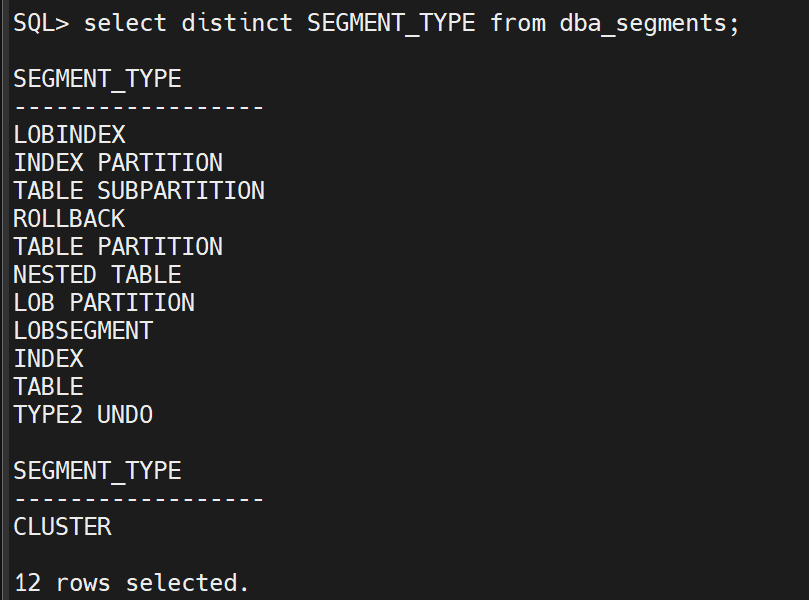 SQL> select distinct SEGMENT_TYPE from dba_segments;
SEGMENT_TYPE
------------------
LOBINDEX
INDEX PARTITION
TABLE SUBPARTITION
ROLLBACK
TABLE PARTITION
NESTED TABLE
LOB PARTITION
LOBSEGMENT
INDEX
TABLE
TYPE2 UNDO
SEGMENT_TYPE
------------------
CLUSTER
12 rows selected.